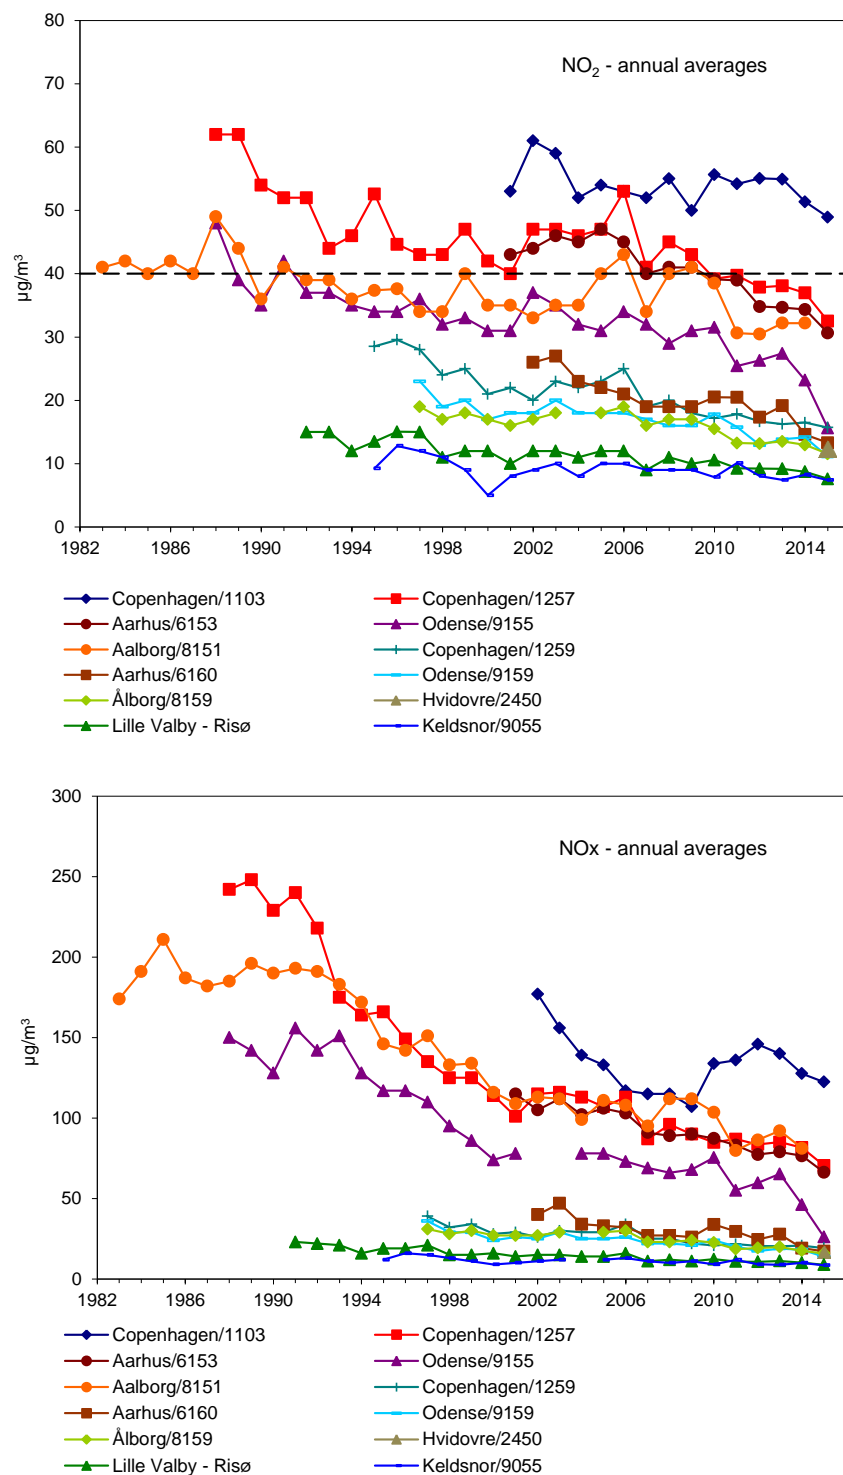 NO₂ - annual averages
µg/m³
80
70
60
50
40
30
20
10
0
1982 1986 1990 1994 1998 2002 2006 2010 2014
Copenhagen/1103 Copenhagen/1257
Aarhus/6153 Odense/9155
Aalborg/8151 Copenhagen/1259
Aarhus/6160 Odense/9159
Ålborg/8159 Hvidovre/2450
Lille Valby - Risø Keldsnor/9055
NOx - annual averages
µg/m³
300
250
200
150
100
50
0
1982 1986 1990 1994 1998 2002 2006 2010 2014
Copenhagen/1103 Copenhagen/1257
Aarhus/6153 Odense/9155
Aalborg/8151 Copenhagen/1259
Aarhus/6160 Odense/9159
Ålborg/8159 Hvidovre/2450
Lille Valby - Risø Keldsnor/9055